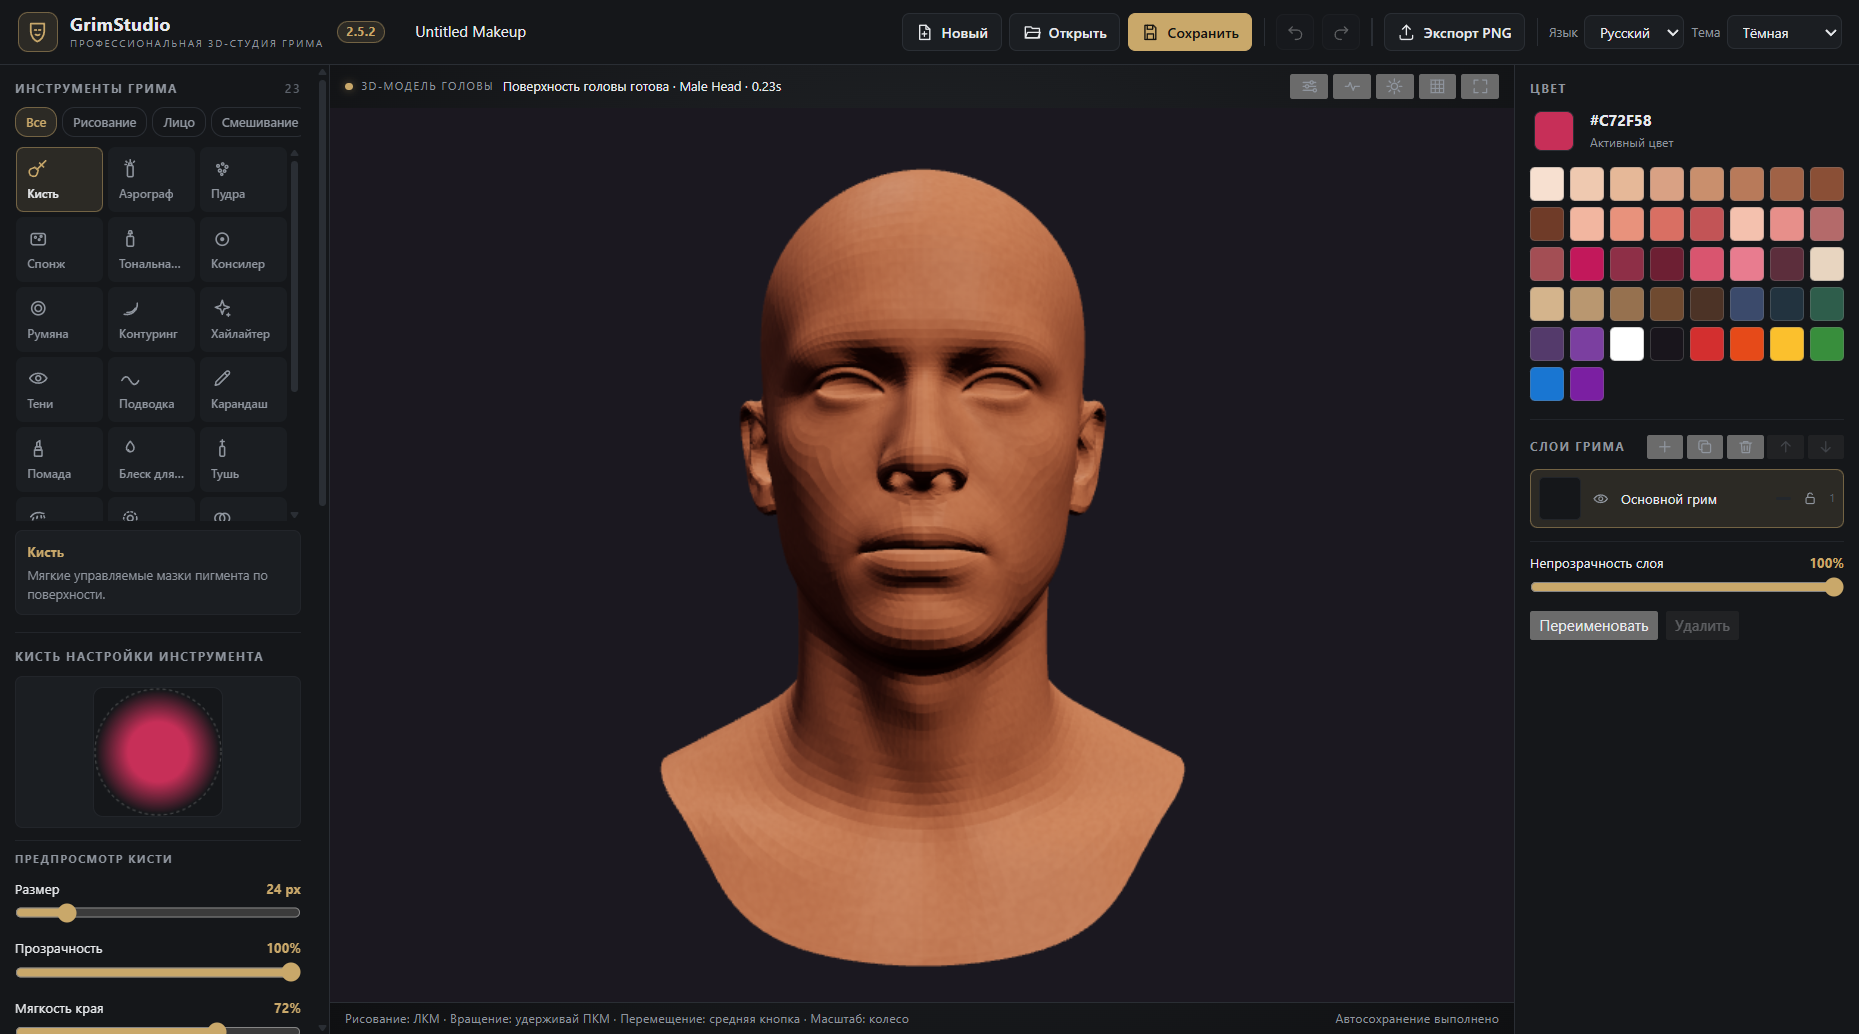 GrimStudio
ПРОФЕССИОНАЛЬНАЯ 3D-СТУДИЯ ГРИМА
2.5.2
Untitled Makeup
Новый
Открыть
Сохранить
Экспорт PNG
Язык
Русский
Тема
Тёмная
ИНСТРУМЕНТЫ ГРИМА 23
Все Рисование Лицо Смешивание
Кисть Аэрограф Пудра
Спонж Тональна... Консилер
Румяна Контуринг Хайлайтер
Тени Подводка Карандаш
Помада Блеск для... Тушь
Кисть
Мягкие управляемые мазки пигмента по
поверхности.
КИСТЬ НАСТРОЙКИ ИНСТРУМЕНТА
ПРЕДПРОСМОТР КИСТИ
Размер 24 px
Прозрачность 100%
Мягкость края 72%
3D-МОДЕЛЬ ГОЛОВЫ Поверхность головы готова · Male Head · 0.23s
Рисование: ЛКМ · Вращение: удерживай ПКМ · Перемещение: средняя кнопка · Масштаб: колесо
Автосохранение выполнено
ЦВЕТ
#C72F58
Активный цвет
СЛОИ ГРИМА
Основной грим 1
Непрозрачность слоя 100%
Переименовать Удалить